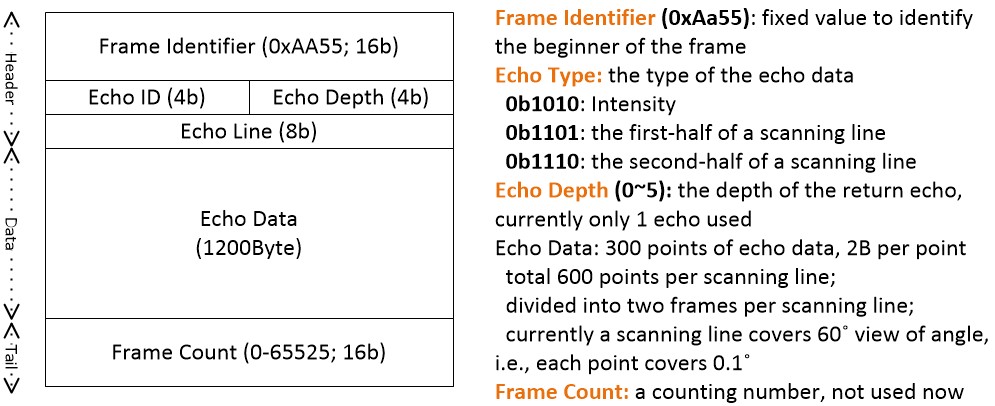 Header
Data
Tail
Frame Identifier (0xAA55; 16b)
Echo ID (4b)
Echo Depth (4b)
Echo Line (8b)
Echo Data
(1200Byte)
Frame Count (0-65525; 16b)
Frame Identifier (0xAa55): fixed value to identify
the beginner of the frame
Echo Type: the type of the echo data
0b1010: Intensity
0b1101: the first-half of a scanning line
0b1110: the second-half of a scanning line
Echo Depth (0~5): the depth of the return echo,
currently only 1 echo used
Echo Data: 300 points of echo data, 2B per point
total 600 points per scanning line;
divided into two frames per scanning line;
currently a scanning line covers 60˚ view of angle,
i.e., each point covers 0.1˚
Frame Count: a counting number, not used now